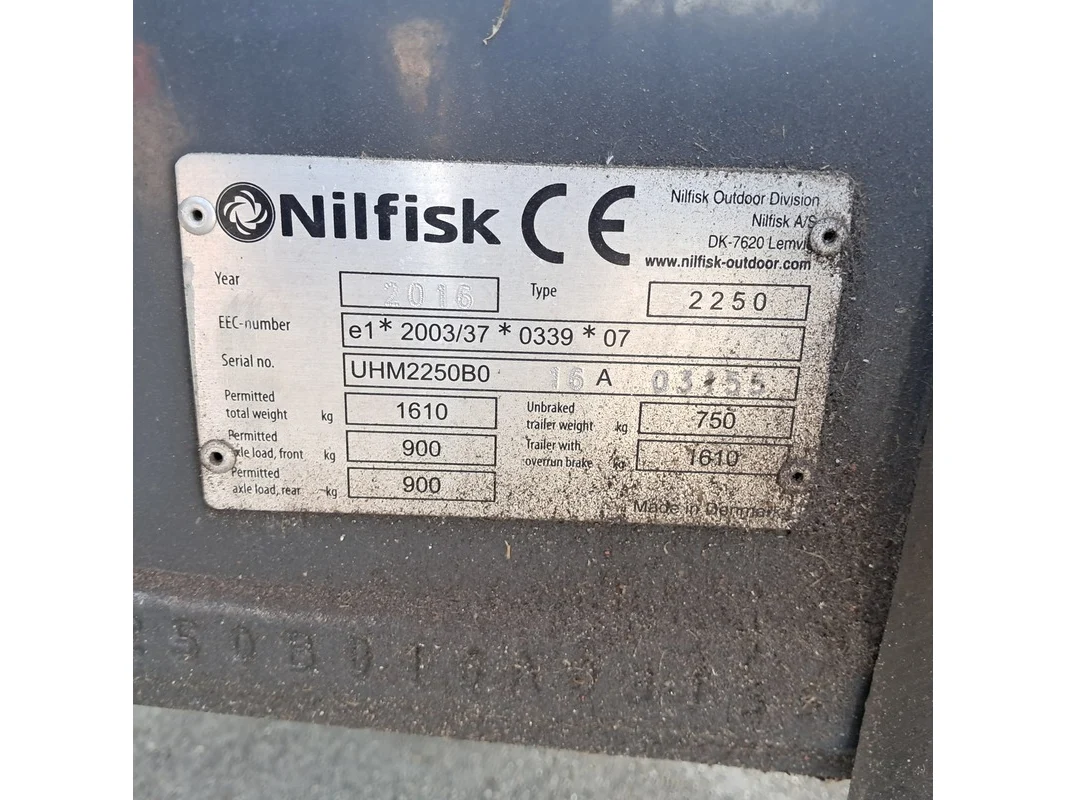 Nilfisk CE
Nilfisk Outdoor Division
Nilfisk A/S
DK-7620 Lemvig
www.nilfisk-outdoor.com
Year 2016 Type 2250
EEC-number e1* 2003/37 * 0339 * 07
Serial no. UHM2250B0 16 A
Permitted total weight kg 1610 Unbraked trailer weight kg 750
Permitted axle load, front kg 900 Trailer with overrun brake kg 1610
Permitted axle load, rear kg 900
Made in Denmark
250B016A